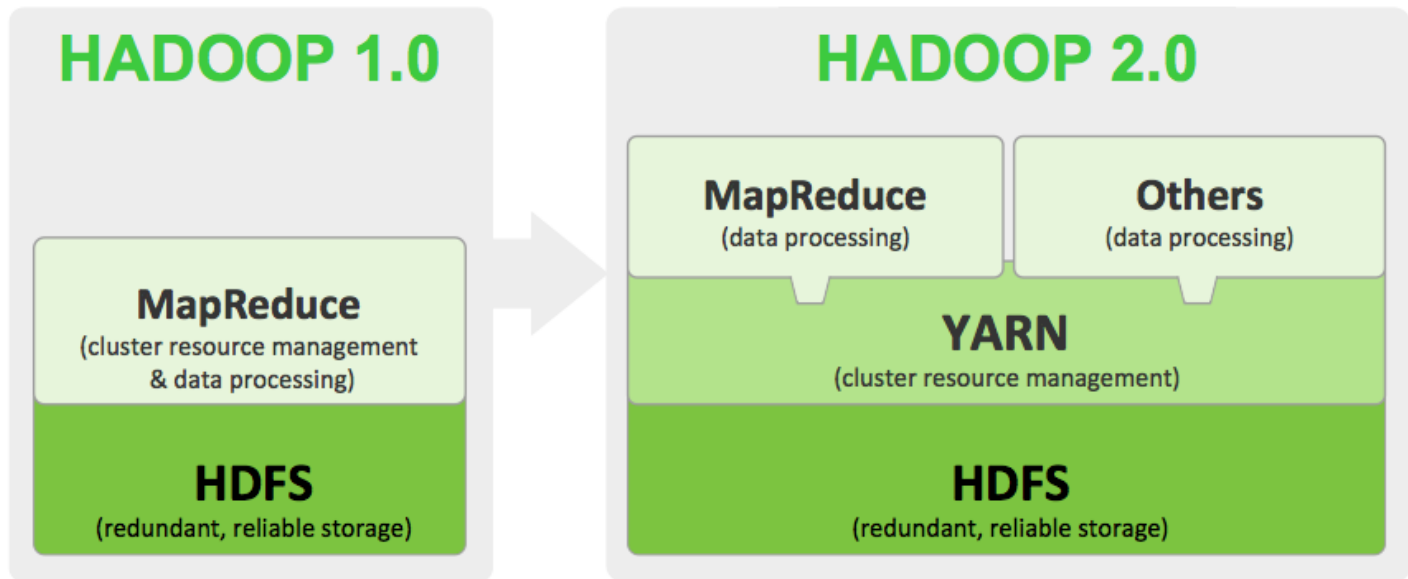 HADOOP 1.0
MapReduce
(cluster resource management
& data processing)
HDFS
(redundant, reliable storage)
HADOOP 2.0
MapReduce
(data processing)
Others
(data processing)
YARN
(cluster resource management)
HDFS
(redundant, reliable storage)